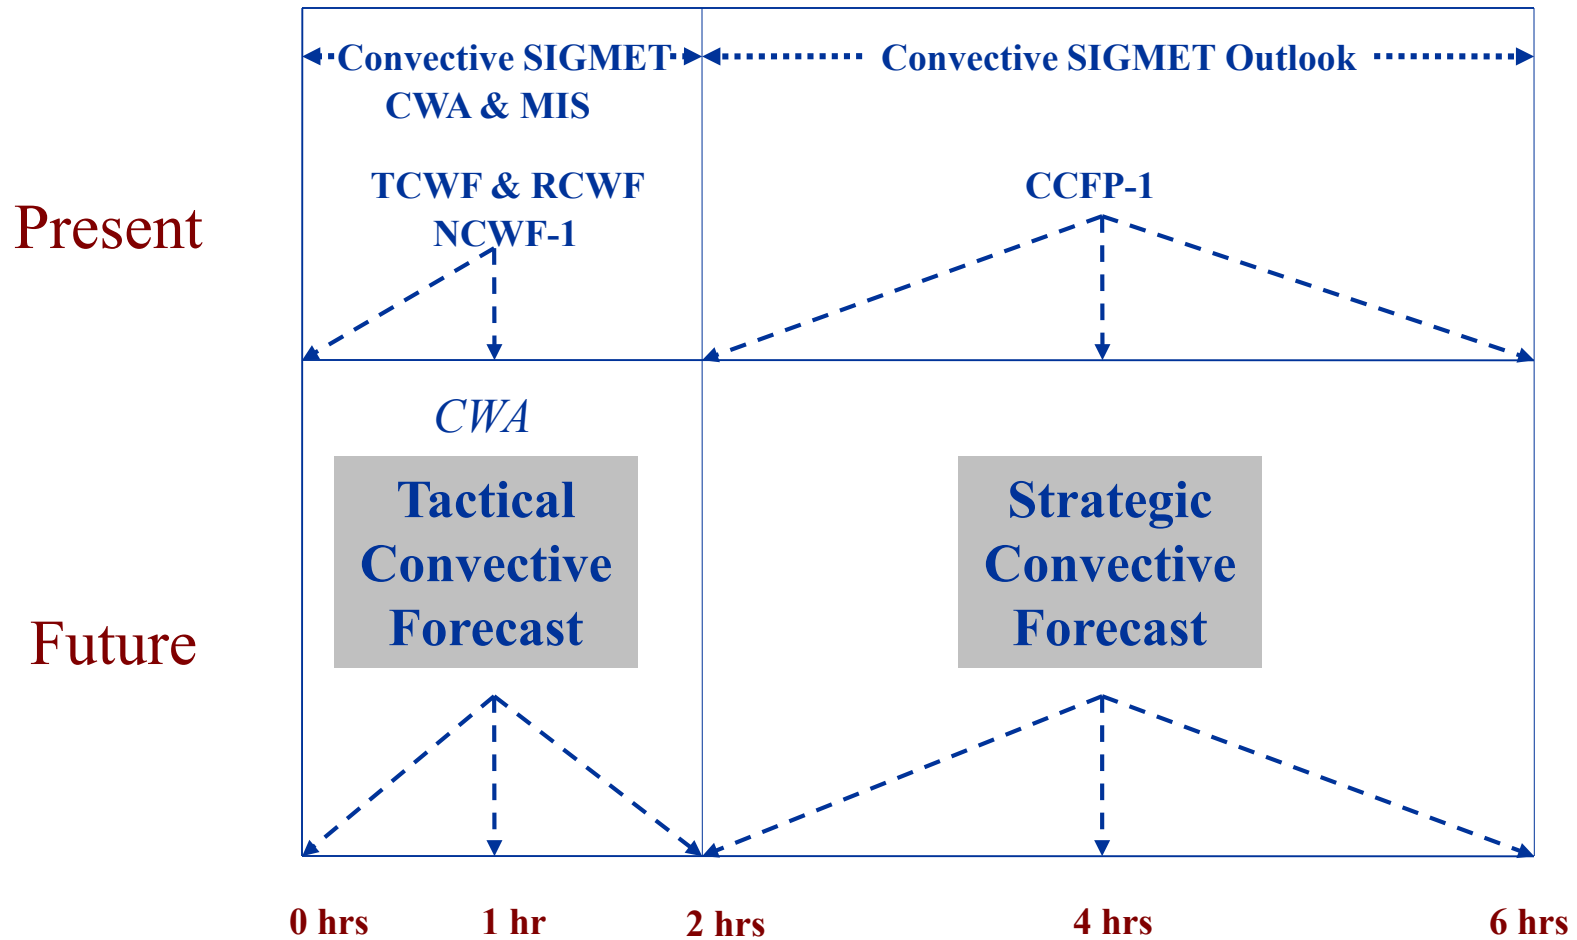 Convective SIGMET
Convective SIGMET Outlook
CWA & MIS
TCWF & RCWF
CCFP-1
NCWF-1
Present
CWA
Tactical
Convective
Forecast
Strategic
Convective
Forecast
Future
0 hrs
1 hr
2 hrs
4 hrs
6 hrs